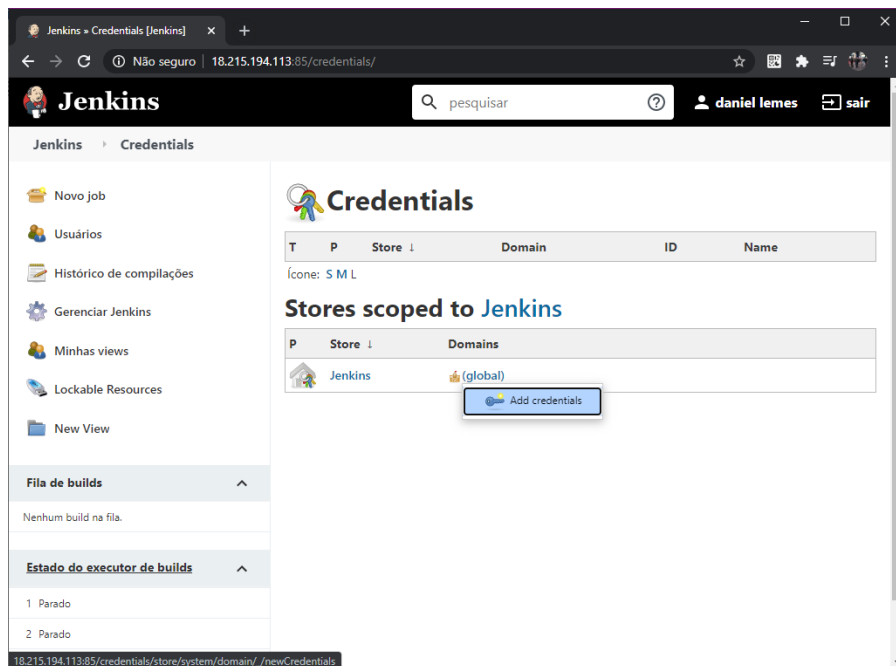 Jenkins » Credentials [Jenkins]
Não seguro | 18.215.194.113:85/credentials/
Jenkins
pesquisar
daniel lemes
sair
Jenkins
Credentials
Novo job
Usuários
Histórico de compilações
Gerenciar Jenkins
Minhas views
Lockable Resources
New View
Fila de builds
Nenhum build na fila.
Estado do executor de builds
1 Parado
2 Parado
Credentials
T P Store ↓ Domain ID Name
Ícone: S M L
Stores scoped to Jenkins
P Store ↓ Domains
Jenkins (global)
Add credentials
18.215.194.113:85/credentials/store/system/domain/_/newCredentials